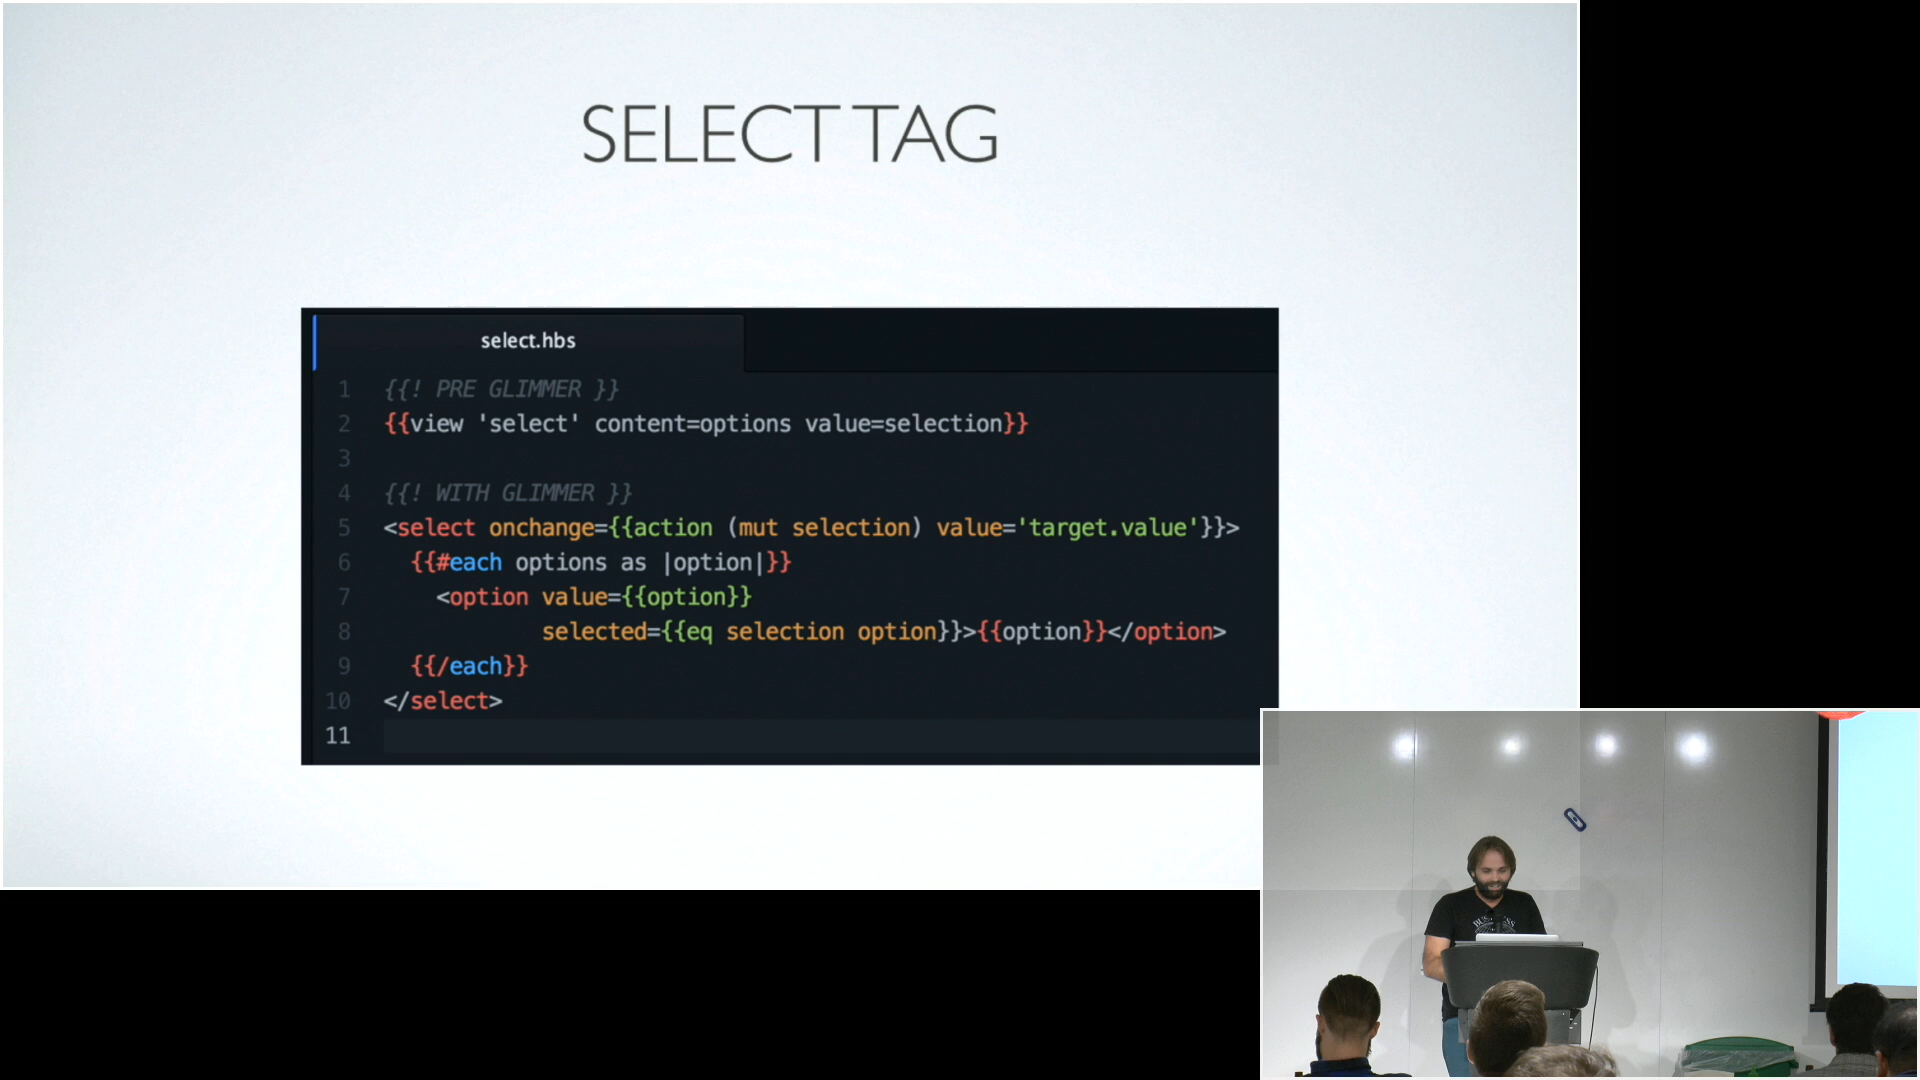 SELECT TAG
select.hbs
1 {{! PRE GLIMMER }}
2 {{view 'select' content=options value=selection}}
3
4 {{! WITH GLIMMER }}
5 <select onchange={{action (mut selection) value='target.value'}}>
6   {{#each options as |option|}}
7     <option value={{option}}
8             selected={{eq selection option}}>{{option}}</option>
9   {{/each}}
10 </select>
11